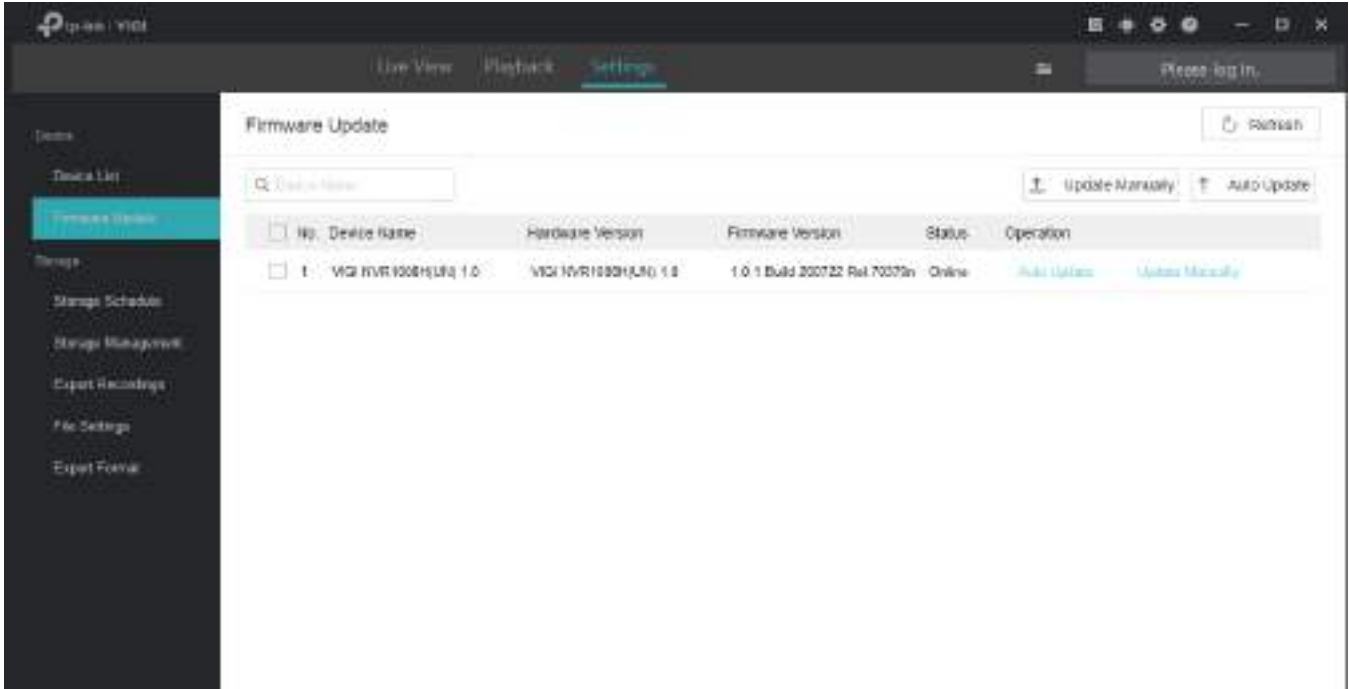 tp-link | VIGI
Live View Playback Settings Please log in.
Device
Firmware Update Refresh
Device List
Device Name Update Manually Auto Update
Firmware Update
No. Device Name Hardware Version Firmware Version Status Operation
Storage
1 VIGI NVR1008H(UN) 1.0 VIGI NVR1008H(UN) 1.0 1.0.1 Build 200722 Rel.70379n Online Auto Update Update Manually
Storage Schedule
Storage Management
Export Recordings
File Settings
Export Format